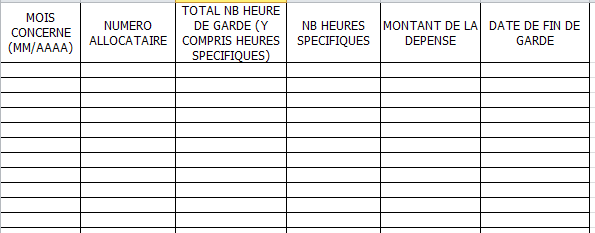 MOIS
CONCERNE
(MM/AAAA)
NUMERO
ALLOCATAIRE
TOTAL NB HEURE
DE GARDE (Y
COMPRIS HEURES
SPECIFIQUES)
NB HEURES
SPECIFIQUES
MONTANT DE LA
DEPENSE
DATE DE FIN DE
GARDE